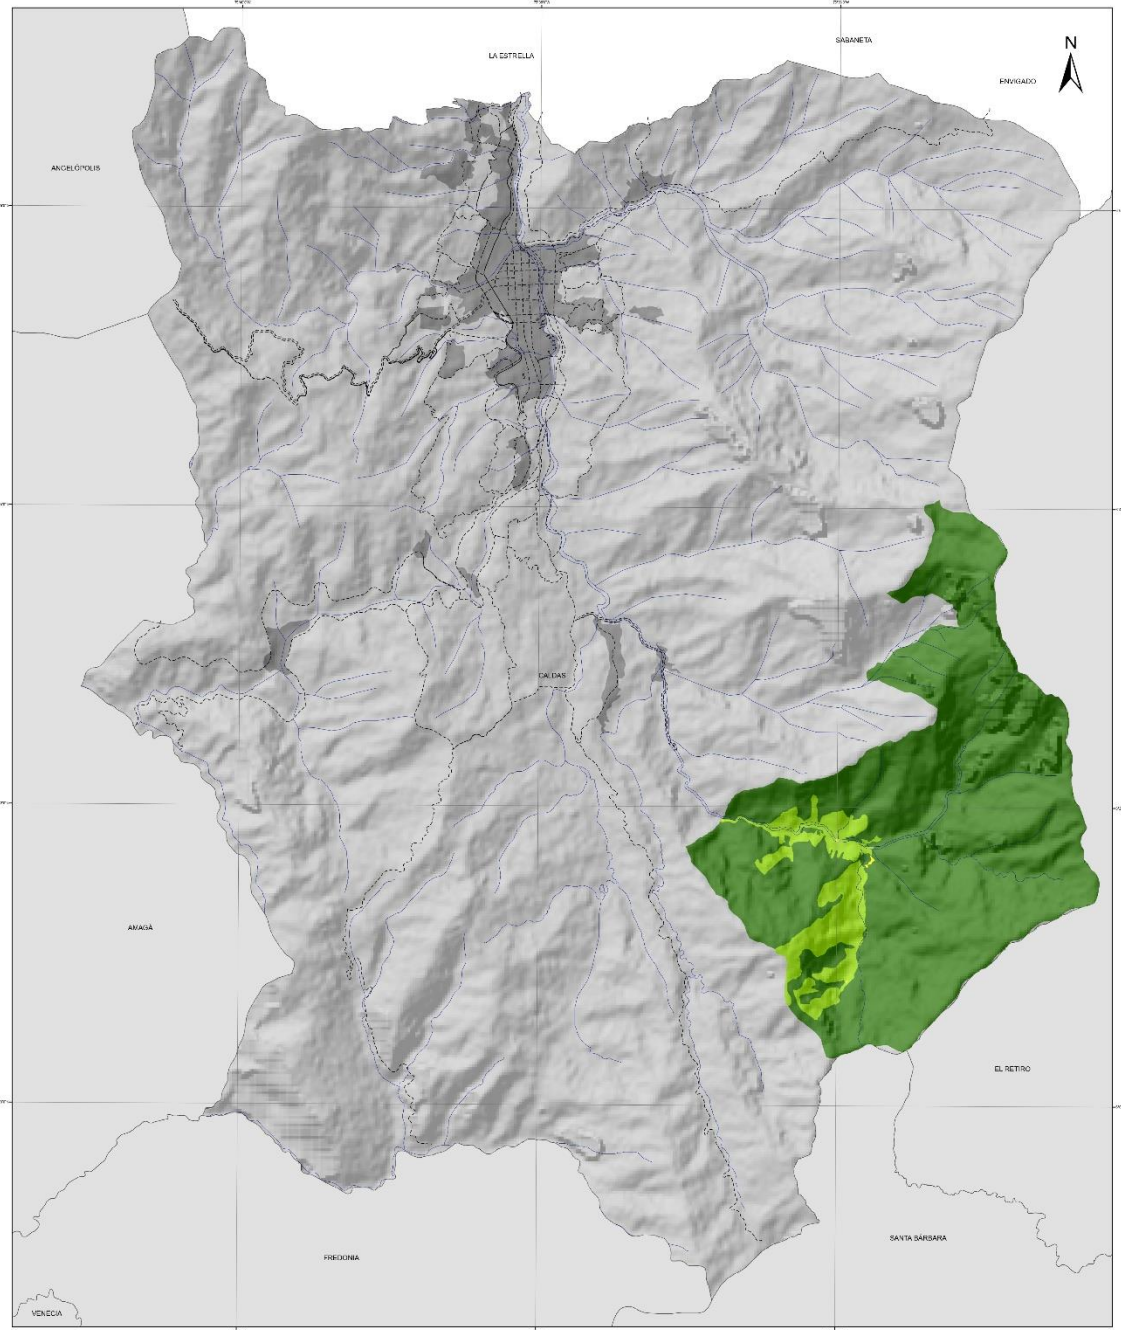 SABANETA
N
LA ESTRELLA
ENVIGADO
ANGELÓPOLIS
CALDAS
AMAGÁ
EL RETIRO
SANTA BÁRBARA
FREDONIA
VENECIA